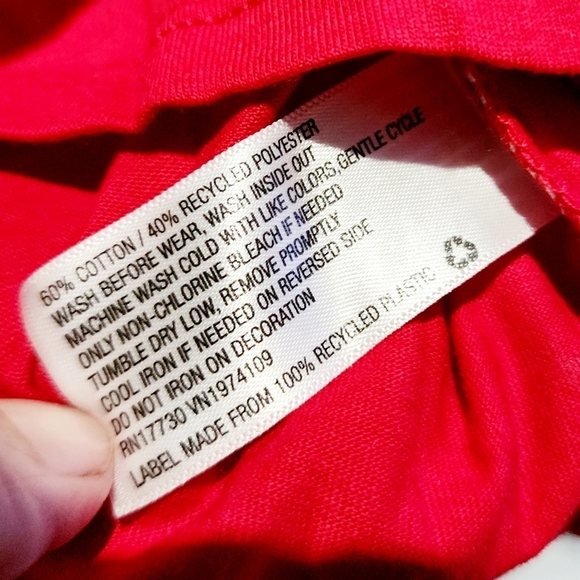 60% COTTON / 40% RECYCLED POLYESTER
WASH BEFORE WEAR, WASH INSIDE OUT
MACHINE WASH COLD WITH LIKE COLORS, GENTLE CYCLE
ONLY NON-CHLORINE BLEACH IF NEEDED
TUMBLE DRY LOW, REMOVE PROMPTLY
COOL IRON IF NEEDED ON REVERSED SIDE
DO NOT IRON ON DECORATION
RN17730 VN1974109
LABEL MADE FROM 100% RECYCLED PLASTIC